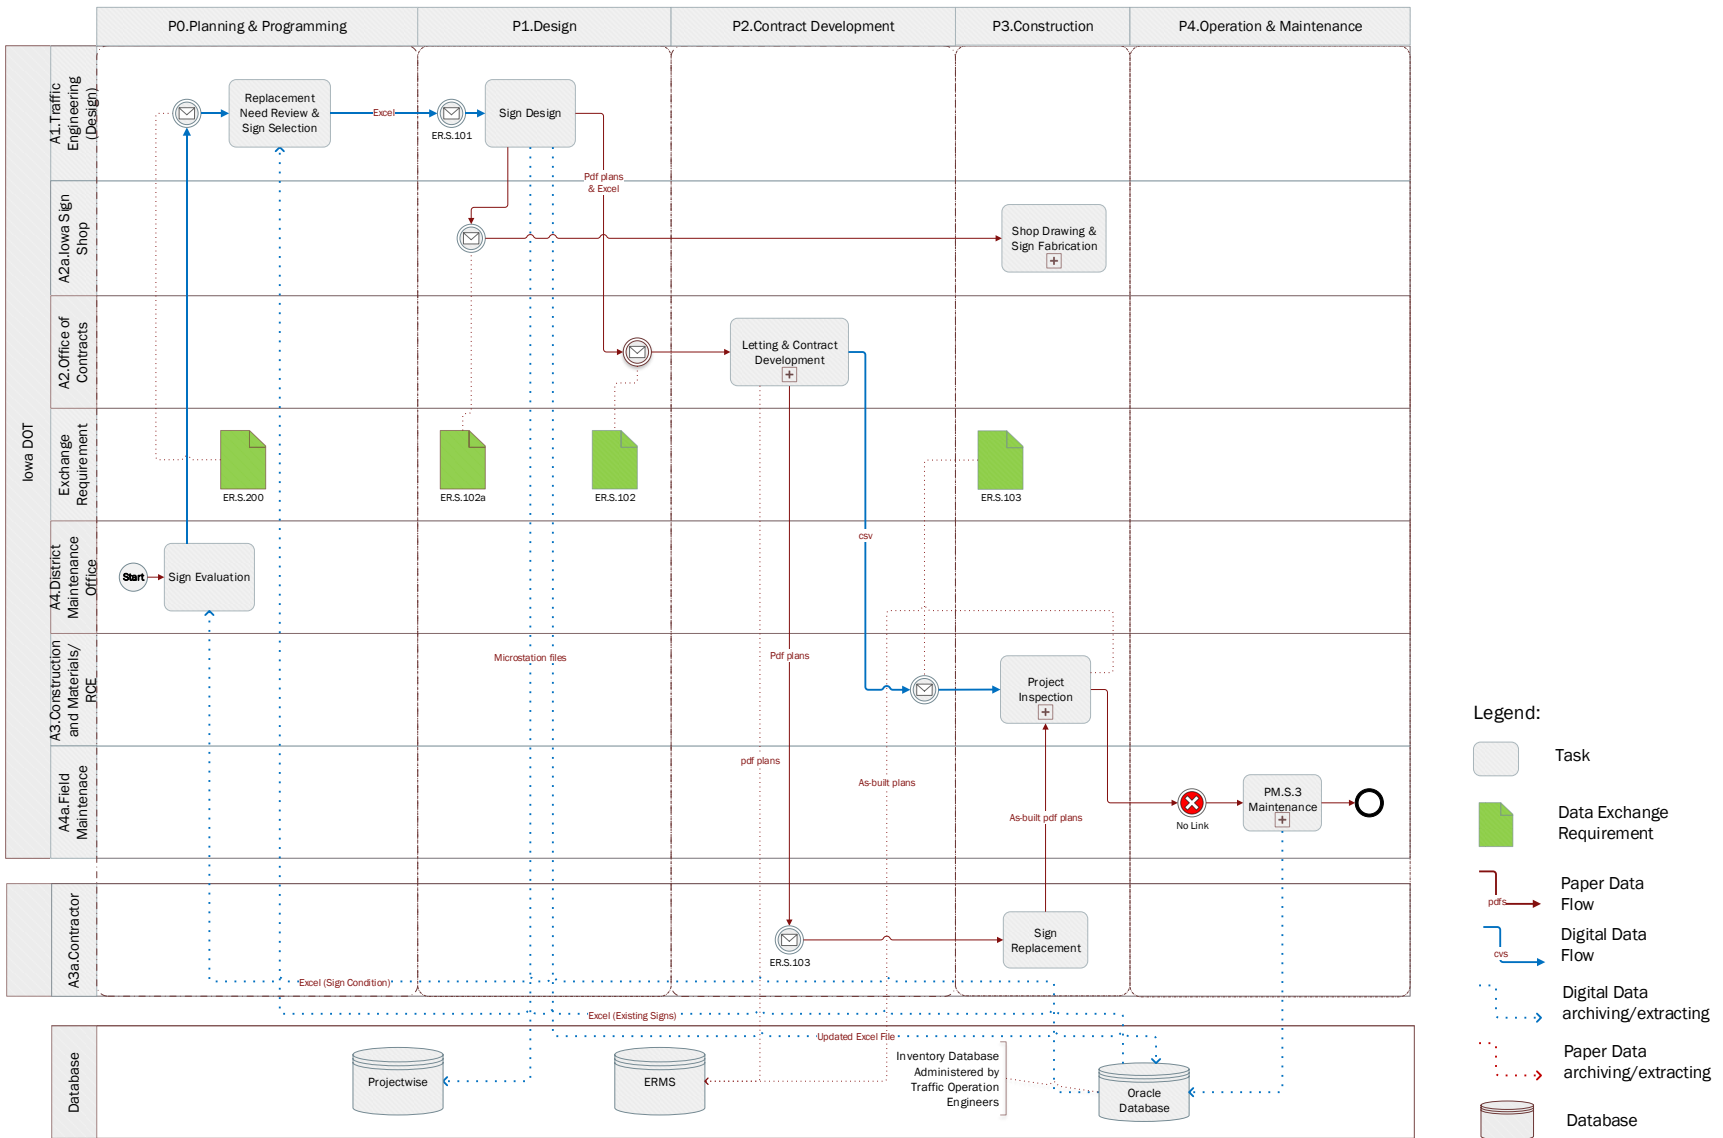 P0.Planning & Programming
P1.Design
P2.Contract Development
P3.Construction
P4.Operation & Maintenance
Iowa DOT
A1.Traffic
Engineering
(Design)
Replacement
Need Review &
Sign Selection
Excel
ER.S.101
Sign Design
Pdf plans
& Excel
A2a.Iowa Sign
Shop
Shop Drawing &
Sign Fabrication
A2.Office of
Contracts
Letting & Contract
Development
Exchange
Requirement
ER.S.200
ER.S.102a
ER.S.102
ER.S.103
csv
A4.District
Maintenance
Office
Start
Sign Evaluation
A3.Construction
and Materials/
RCE
Microstation files
Pdf plans
Project
Inspection
A4a.Field
Maintenace
pdf plans
As-built plans
As-built pdf plans
No Link
PM.S.3
Maintenance
A3a.Contractor
ER.S.103
Sign
Replacement
Excel (Sign Condition)
Excel (Existing Signs)
Updated Excel File
Database
Projectwise
ERMS
Inventory Database
Administered by
Traffic Operation
Engineers
Oracle
Database
Legend:
Task
Data Exchange
Requirement
pdfs
Paper Data
Flow
cvs
Digital Data
Flow
Digital Data
archiving/extracting
Paper Data
archiving/extracting
Database